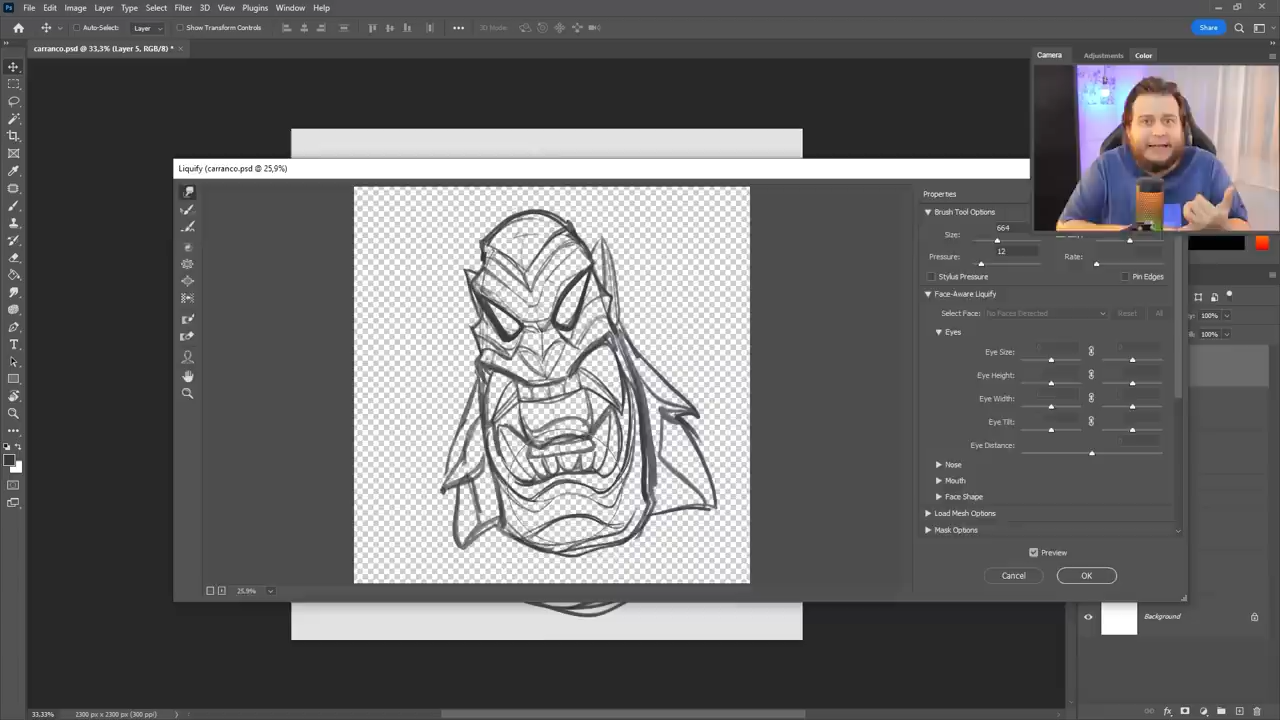 Ps File Edit Image Layer Type Select Filter 3D View Plugins Window Help
Auto-Select: Layer Show Transform Controls 3D Mode: Share
carranco.psd @ 33,3% (Layer 5, RGB/8) *
Camera Adjustments Color
Liquify (carranco.psd @ 25,9%)
Properties
Brush Tool Options
Size: 664
Pressure: 12 Rate:
Stylus Pressure Pin Edges
Face-Aware Liquify
Select Face: No Faces Detected Reset All
100%
Eyes
100%
Eye Size:
Eye Height:
Eye Width:
Eye Tilt:
Eye Distance:
Nose
Mouth
Face Shape
Load Mesh Options
Mask Options
Preview
Cancel OK
25.9%
Background
33,33% 2300 px x 2300 px (300 ppi)